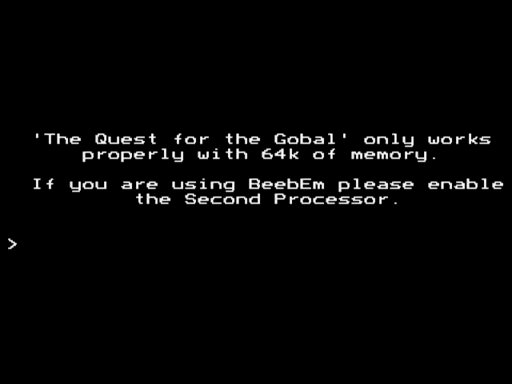 'The Quest for the Gobal' only works
properly with 64k of memory.
If you are using BeebEm please enable
the Second Processor.
>